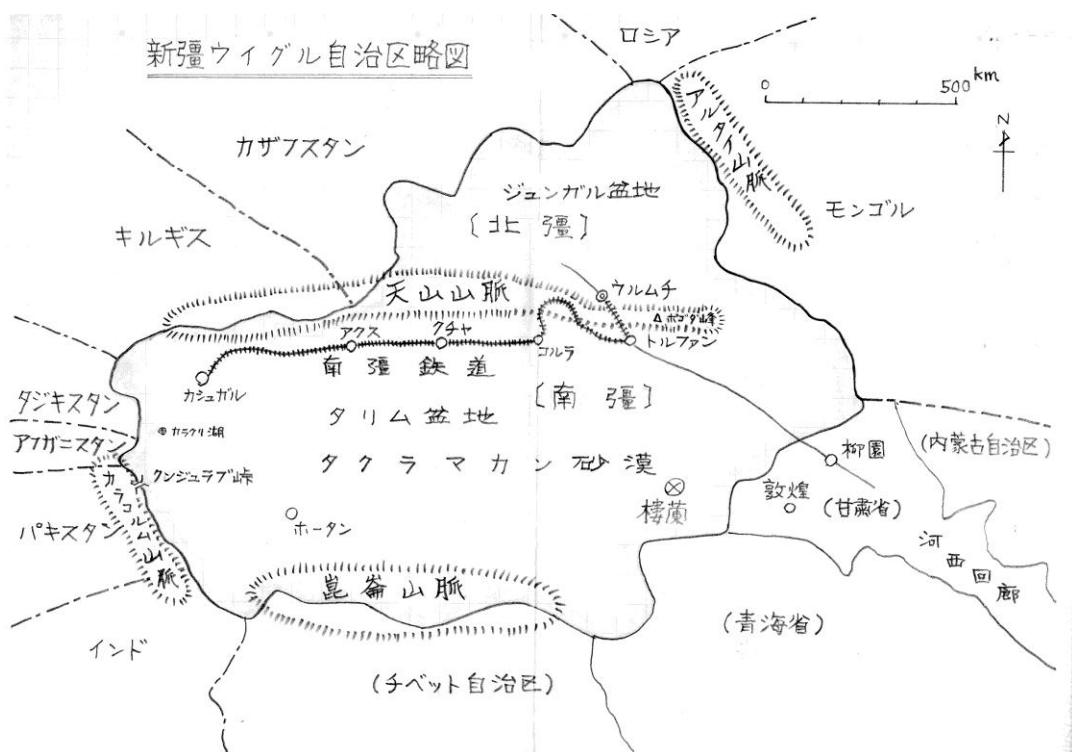 新疆ウイグル自治区略図
ロシア
0 500 km
アルタイ山脈
N
カザフスタン
ジュンガル盆地
〔北疆〕
モンゴル
キルギス
天山山脈
ウルムチ
ボゴダ峰
アクス
クチャ
コルラ
トルファン
南疆鉄道
カシュガル
〔南疆〕
タジキスタン
タリム盆地
カラクリ湖
アフガニスタン
柳園
(内蒙古自治区)
クンジュラブ峠
タクラマカン砂漠
カラコルム山脈
楼蘭
敦煌
(甘粛省)
パキスタン
ホータン
河西回廊
崑崙山脈
(青海省)
インド
(チベット自治区)